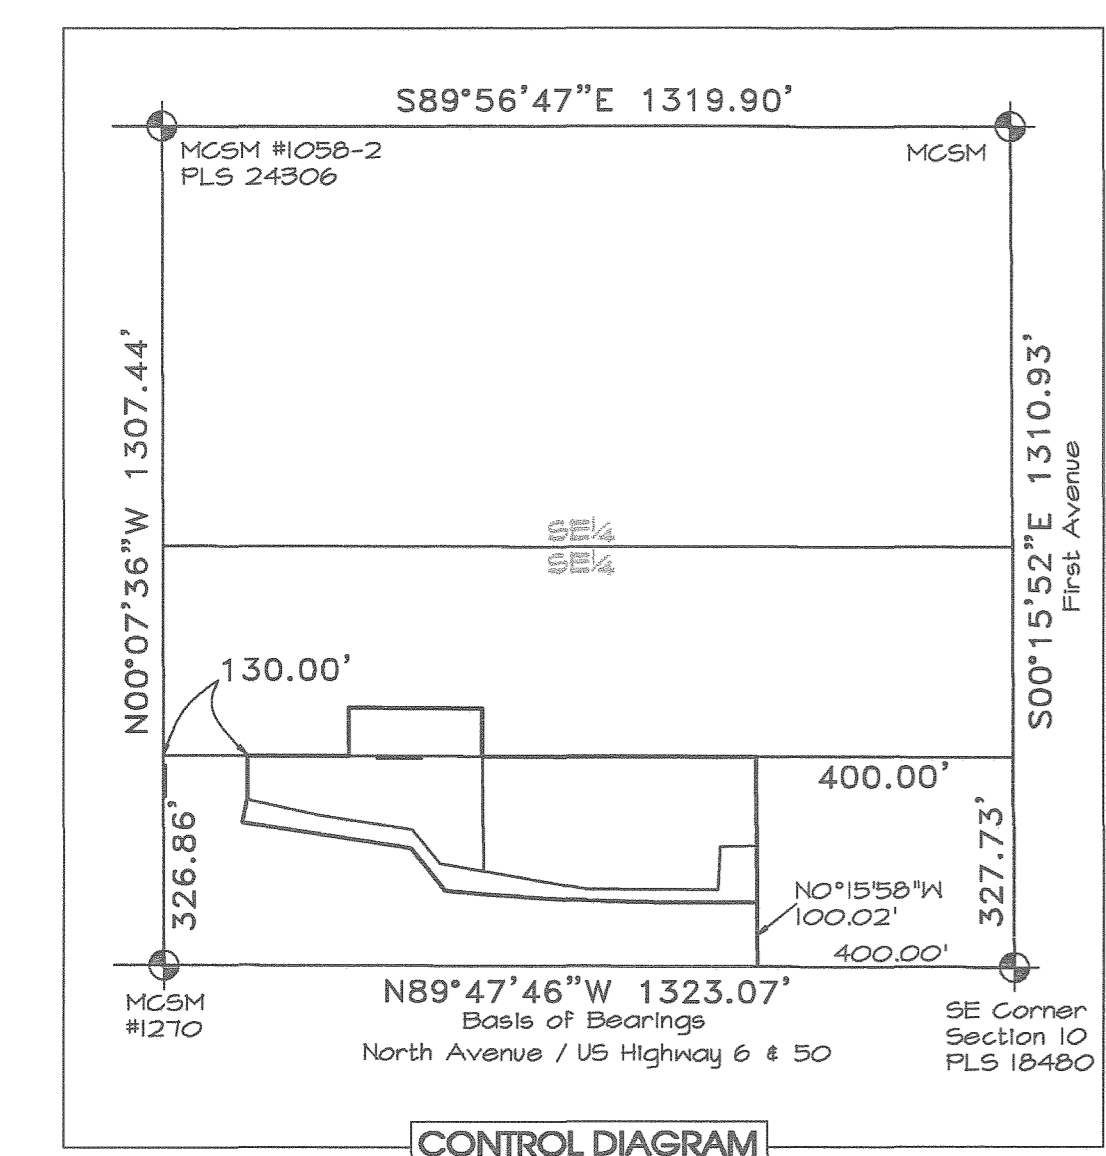 S89°56'47"E 1319.90'
MCSM #1058-2
PLS 24306
MCSM
N00°07'36"W 1307.44'
S00°15'52"E 1310.93'
First Avenue
SE1/4
SE1/4
130.00'
400.00'
326.86'
327.73'
N0°15'58"W
100.02'
400.00'
MCSM
#1270
N89°47'46"W 1323.07'
Basis of Bearings
North Avenue / US Highway 6 & 50
SE Corner
Section 10
PLS 18480
CONTROL DIAGRAM